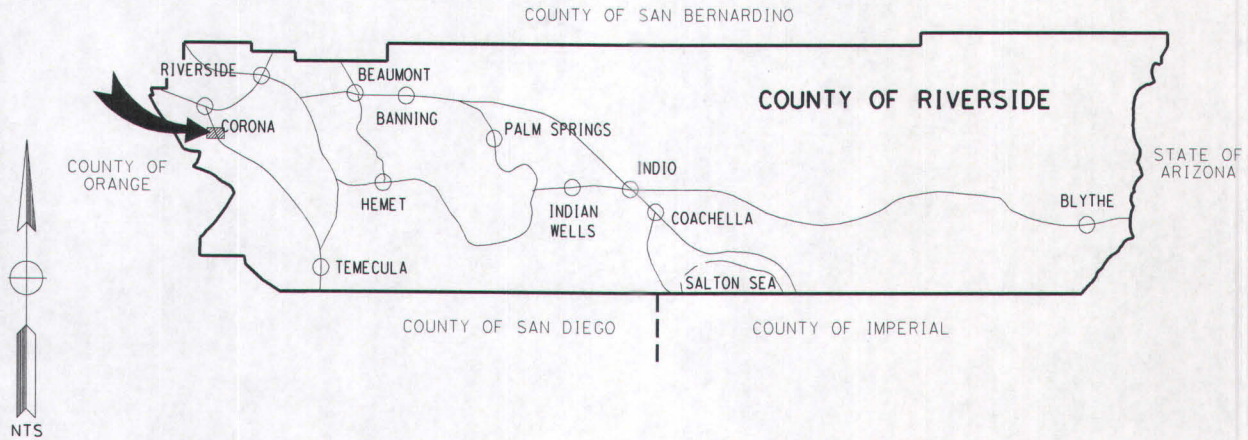 COUNTY OF SAN BERNARDINO
RIVERSIDE
BEAUMONT
COUNTY OF RIVERSIDE
BANNING
CORONA
PALM SPRINGS
COUNTY OF
ORANGE
STATE OF
ARIZONA
INDIO
HEMET
INDIAN
WELLS
COACHELLA
BLYTHE
TEMECULA
SALTON SEA
COUNTY OF SAN DIEGO
COUNTY OF IMPERIAL
NTS